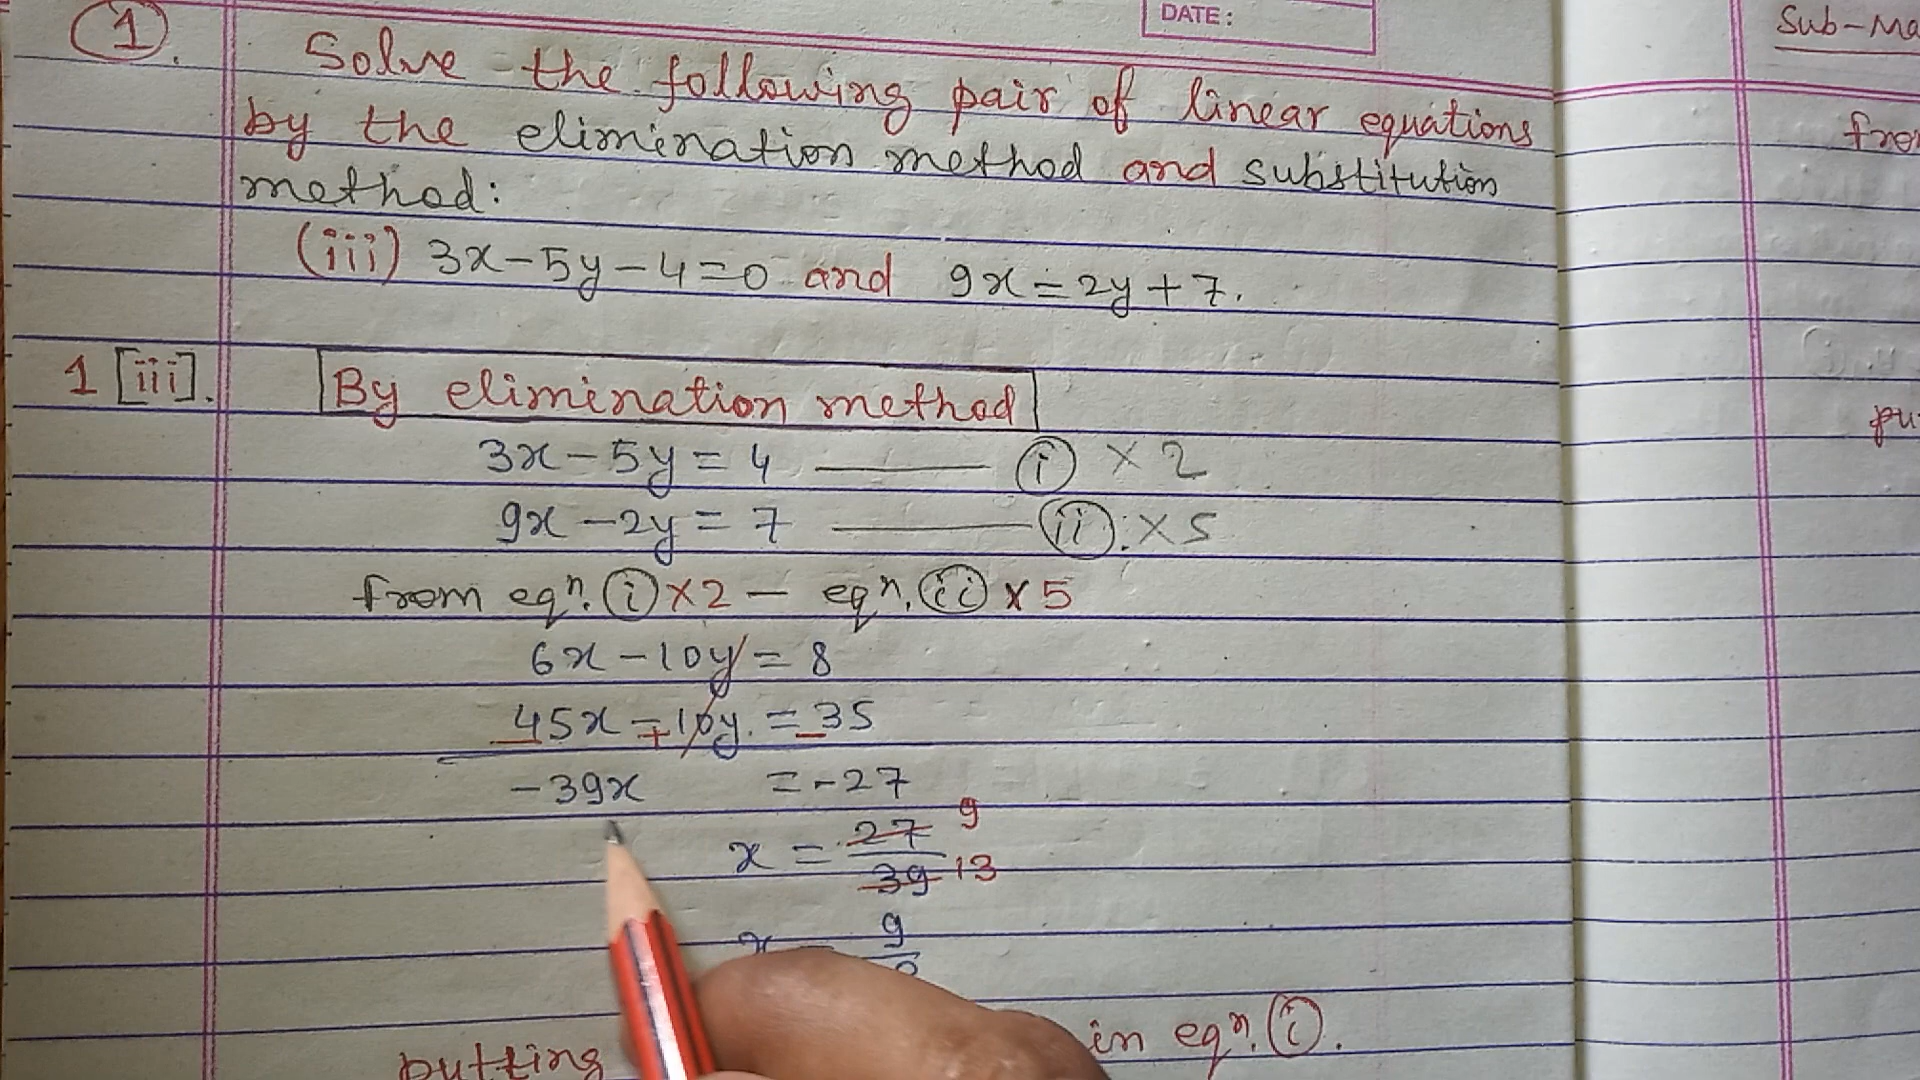 DATE:
1.
Solve the following pair of linear equations
by the elimination method and substitution
method:
(iii) 3x-5y-4=0 and 9x=2y+7.
1 [iii].
By elimination method
3x-5y=4 ——— (i) ×2
9x-2y=7 ——— (ii): ×5
from eqn. (i) ×2 — eqn. (ii) ×5
6x-10y=8
45x-10y.=35
— + —
-39x =-27
x = 27/39 9/13
x 9
putting in eqn. (i).
Sub-Ma